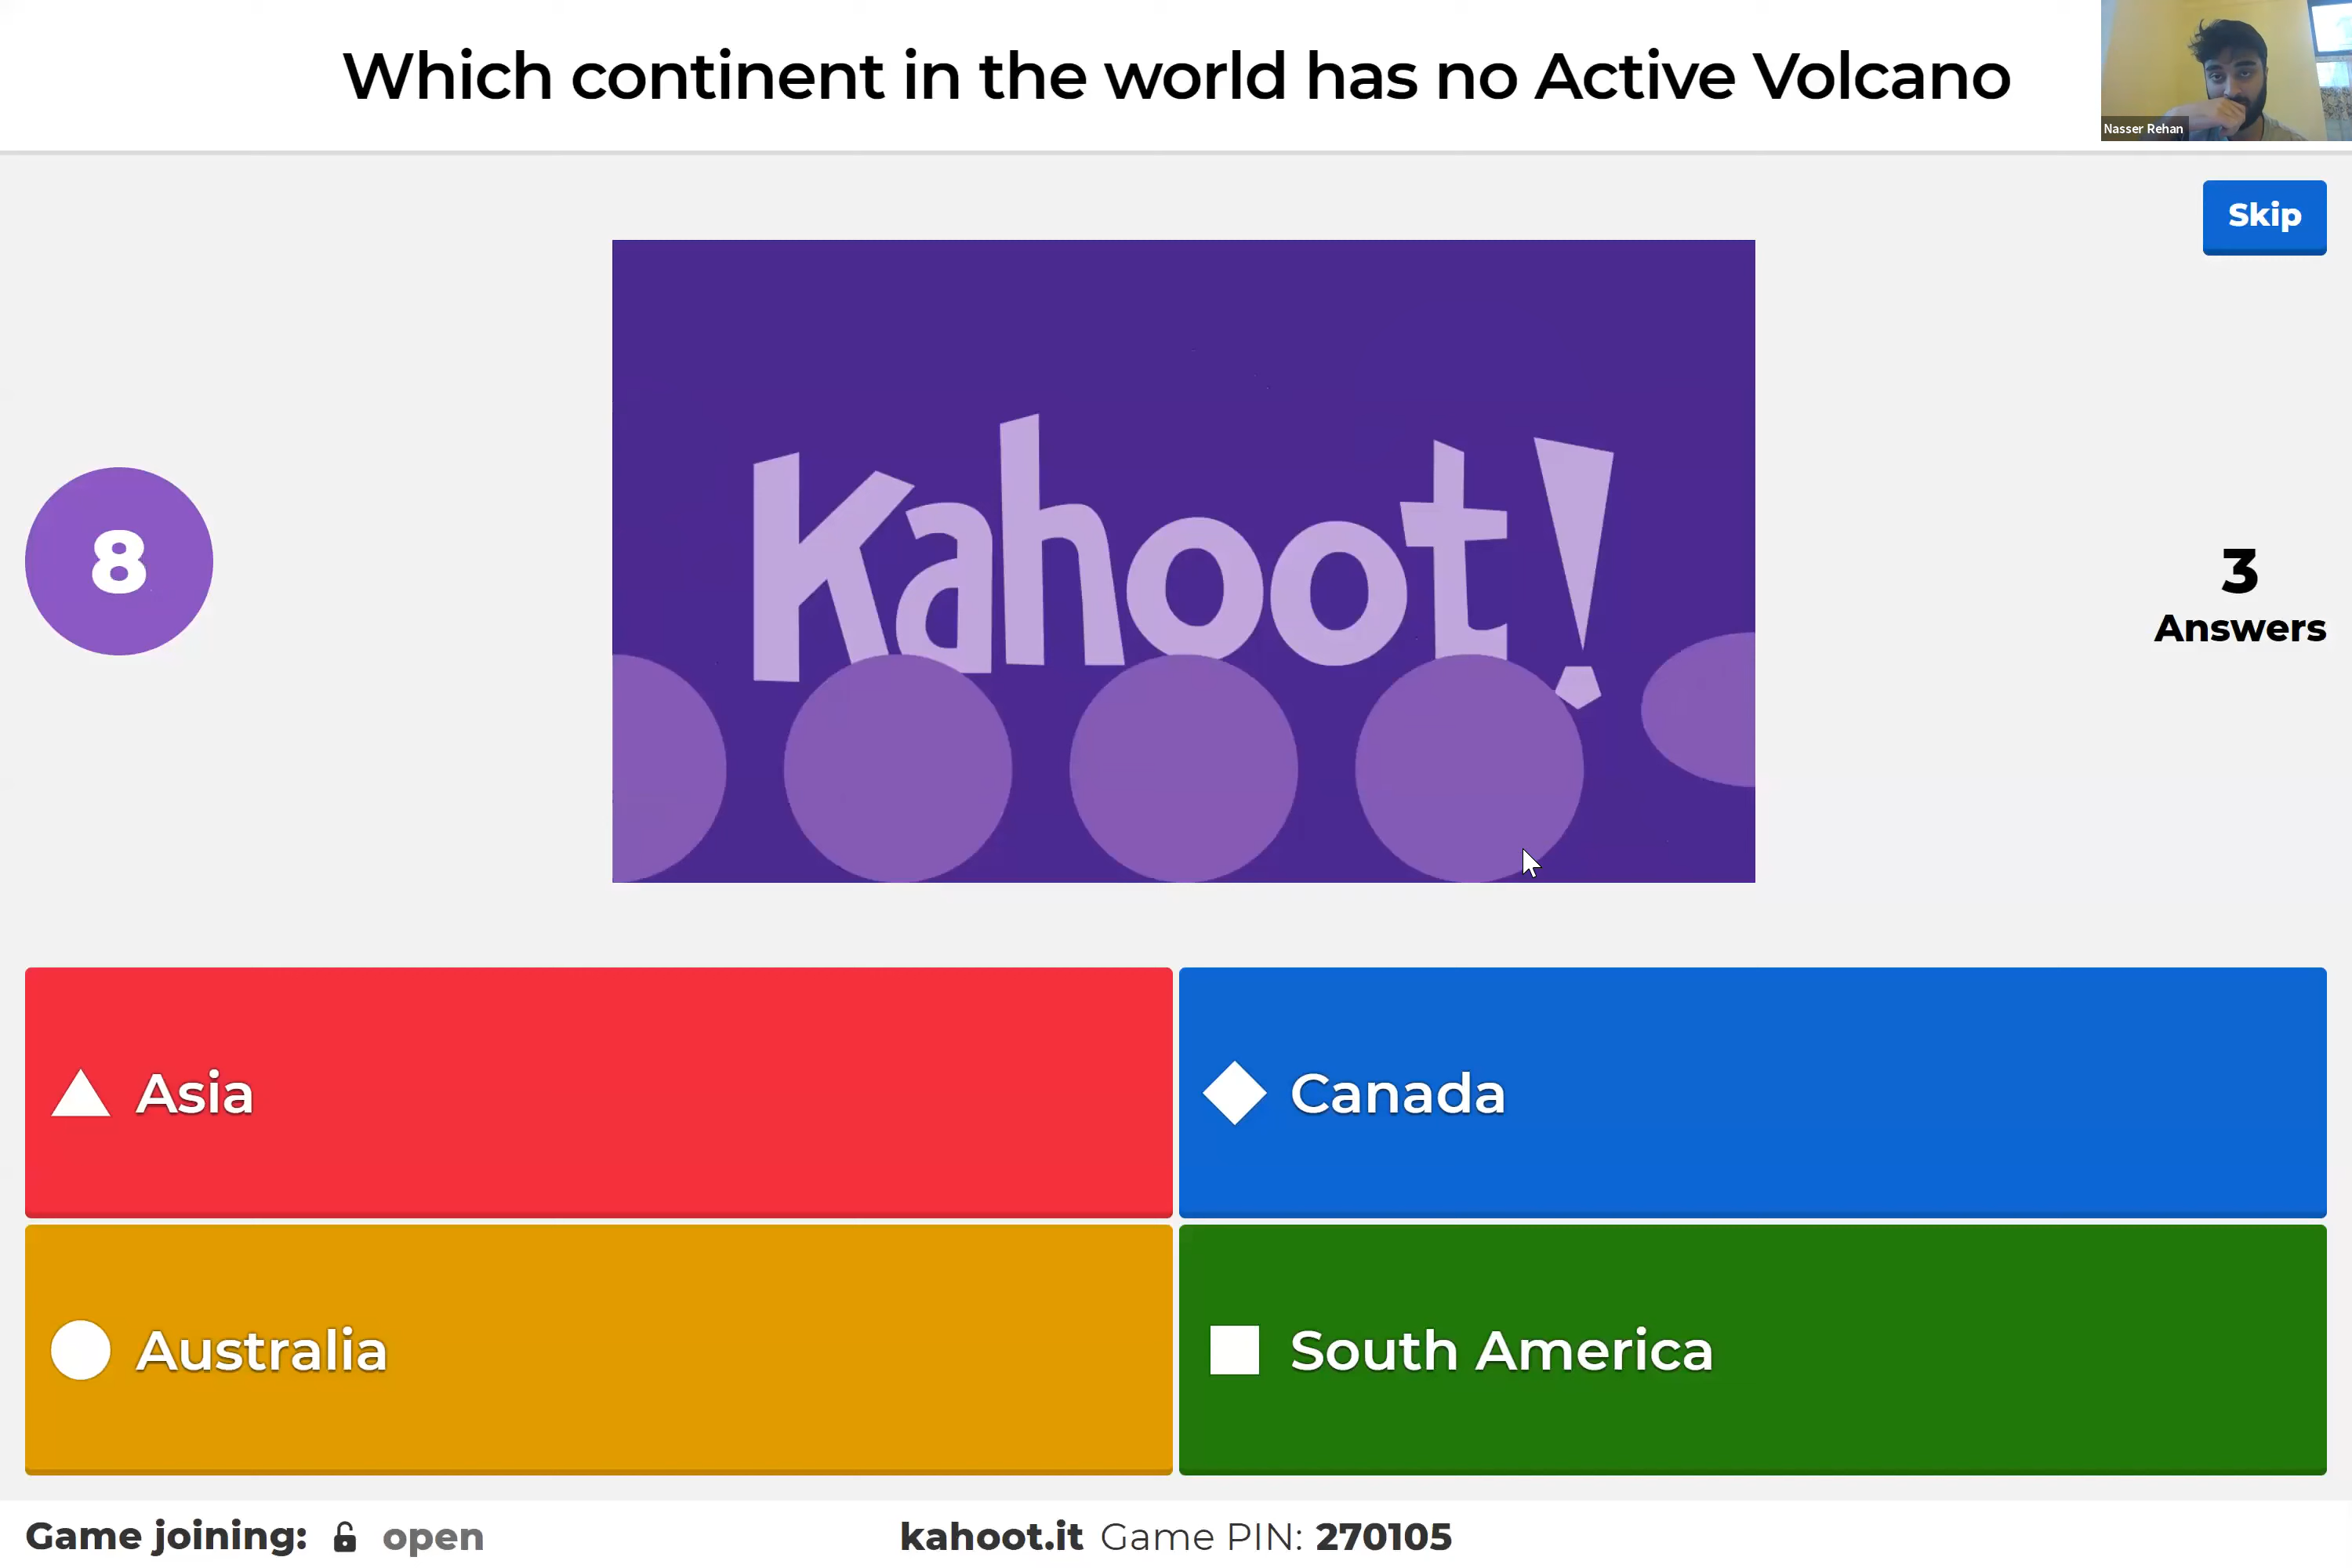 Which continent in the world has no Active Volcano
Nasser Rehan
Skip
Kahoot!
8
3
Answers
Asia
Canada
Australia
South America
Game joining: open
kahoot.it Game PIN: 270105